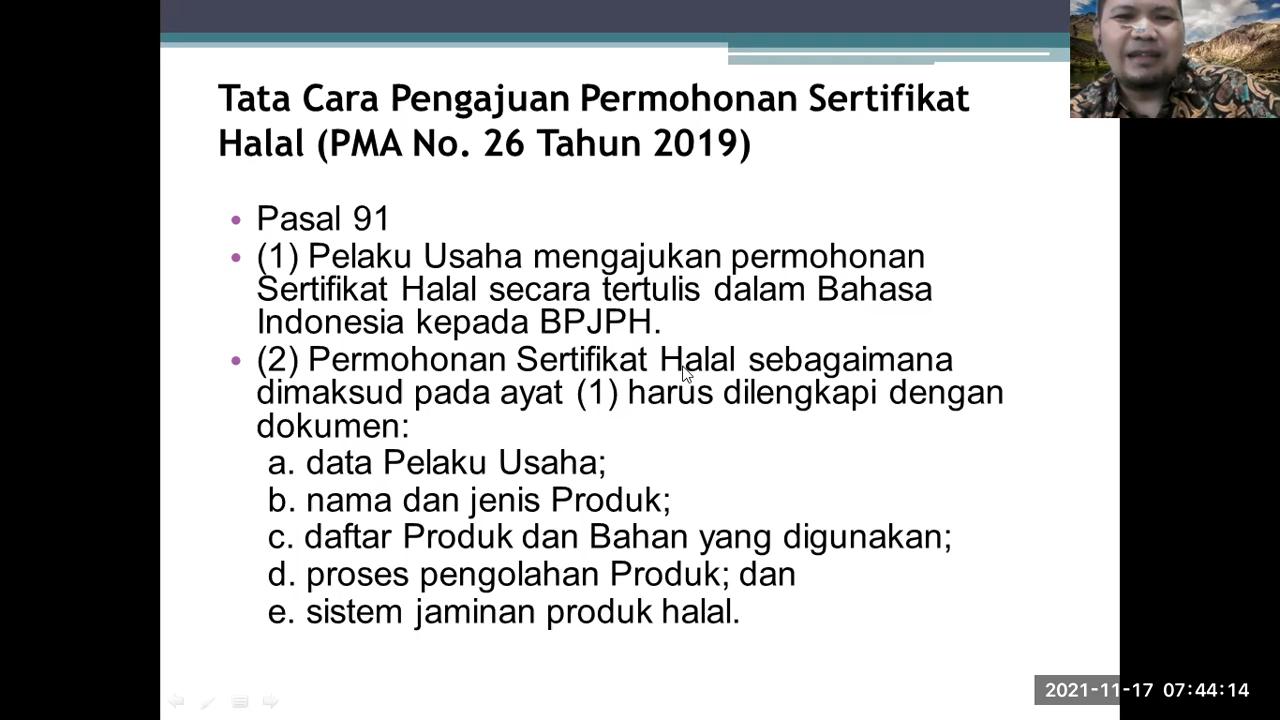 Tata Cara Pengajuan Permohonan Sertifikat
Halal (PMA No. 26 Tahun 2019)
• Pasal 91
• (1) Pelaku Usaha mengajukan permohonan
Sertifikat Halal secara tertulis dalam Bahasa
Indonesia kepada BPJPH.
• (2) Permohonan Sertifikat Halal sebagaimana
dimaksud pada ayat (1) harus dilengkapi dengan
dokumen:
a. data Pelaku Usaha;
b. nama dan jenis Produk;
c. daftar Produk dan Bahan yang digunakan;
d. proses pengolahan Produk; dan
e. sistem jaminan produk halal.
2021-11-17 07:44:14